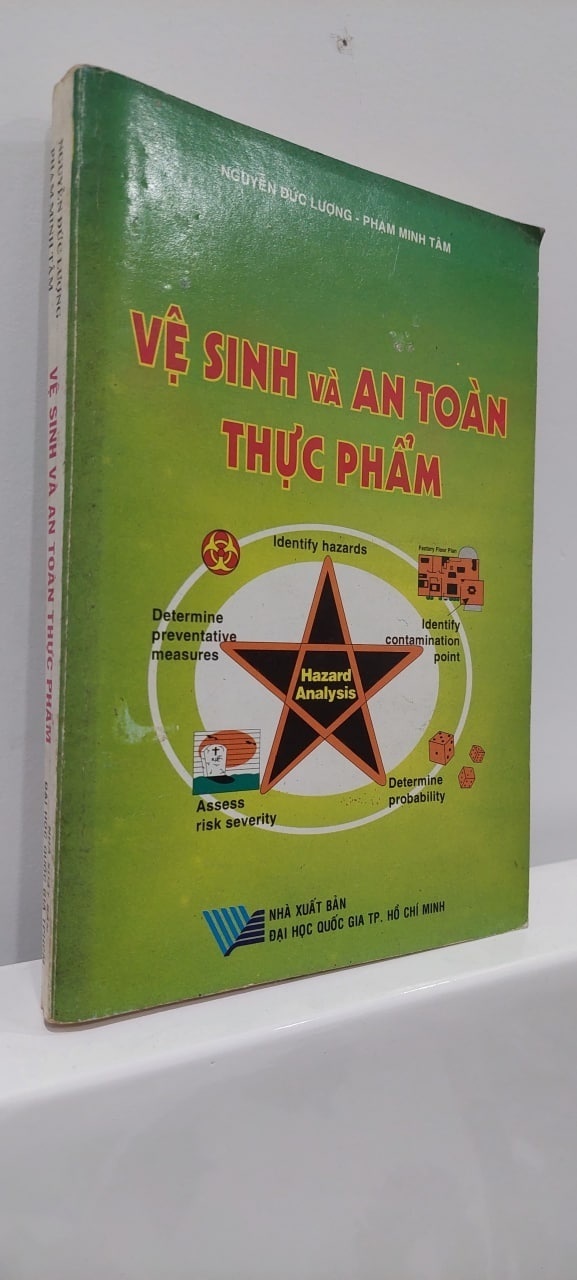 NGUYỄN ĐỨC LƯỢNG - PHẠM MINH TÂM
VỆ SINH VÀ AN TOÀN
THỰC PHẨM
Identify hazards
Factory Floor Plan
Identify
contamination
point
Determine
preventative
measures
Hazard
Analysis
Assess
risk severity
Determine
probability
NHÀ XUẤT BẢN
ĐẠI HỌC QUỐC GIA TP. HỒ CHÍ MINH
NGUYỄN ĐỨC LƯỢNG
PHẠM MINH TÂM
VỆ SINH VÀ AN TOÀN THỰC PHẨM